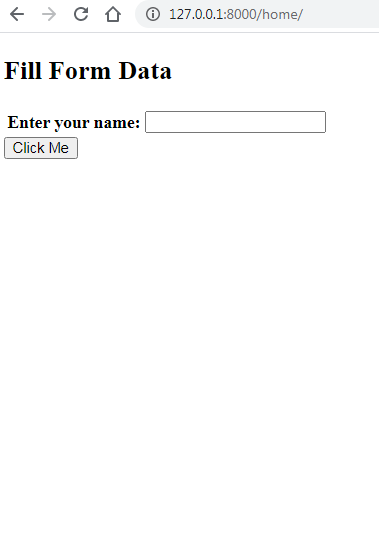 127.0.0.1:8000/home/
Fill Form Data
Enter your name:
Click Me